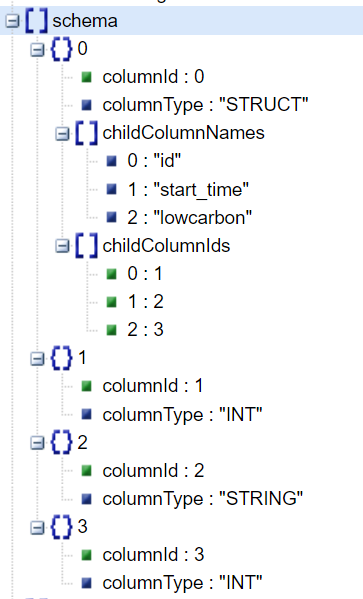 schema
0
columnId : 0
columnType : "STRUCT"
childColumnNames
0 : "id"
1 : "start_time"
2 : "lowcarbon"
childColumnIds
0 : 1
1 : 2
2 : 3
1
columnId : 1
columnType : "INT"
2
columnId : 2
columnType : "STRING"
3
columnId : 3
columnType : "INT"